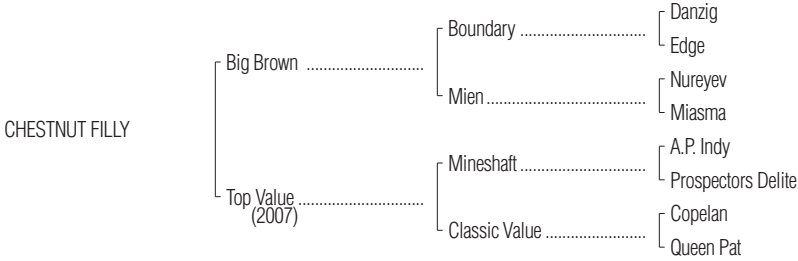 Danzig
Boundary ........................
Edge
Big Brown ......................
Nureyev
Mien ..............................
Miasma
CHESTNUT FILLY
A.P. Indy
Mineshaft ........................
Prospectors Delite
Top Value .......................
(2007)
Copelan
Classic Value ...................
Queen Pat